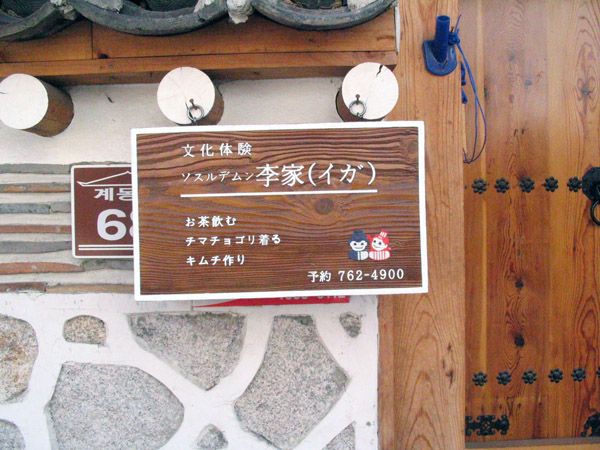 文化体験
ソスルデムン李家(イガ)
お茶飲む
チマチョゴリ着る
キムチ作り
予約 762-4900
계동
68